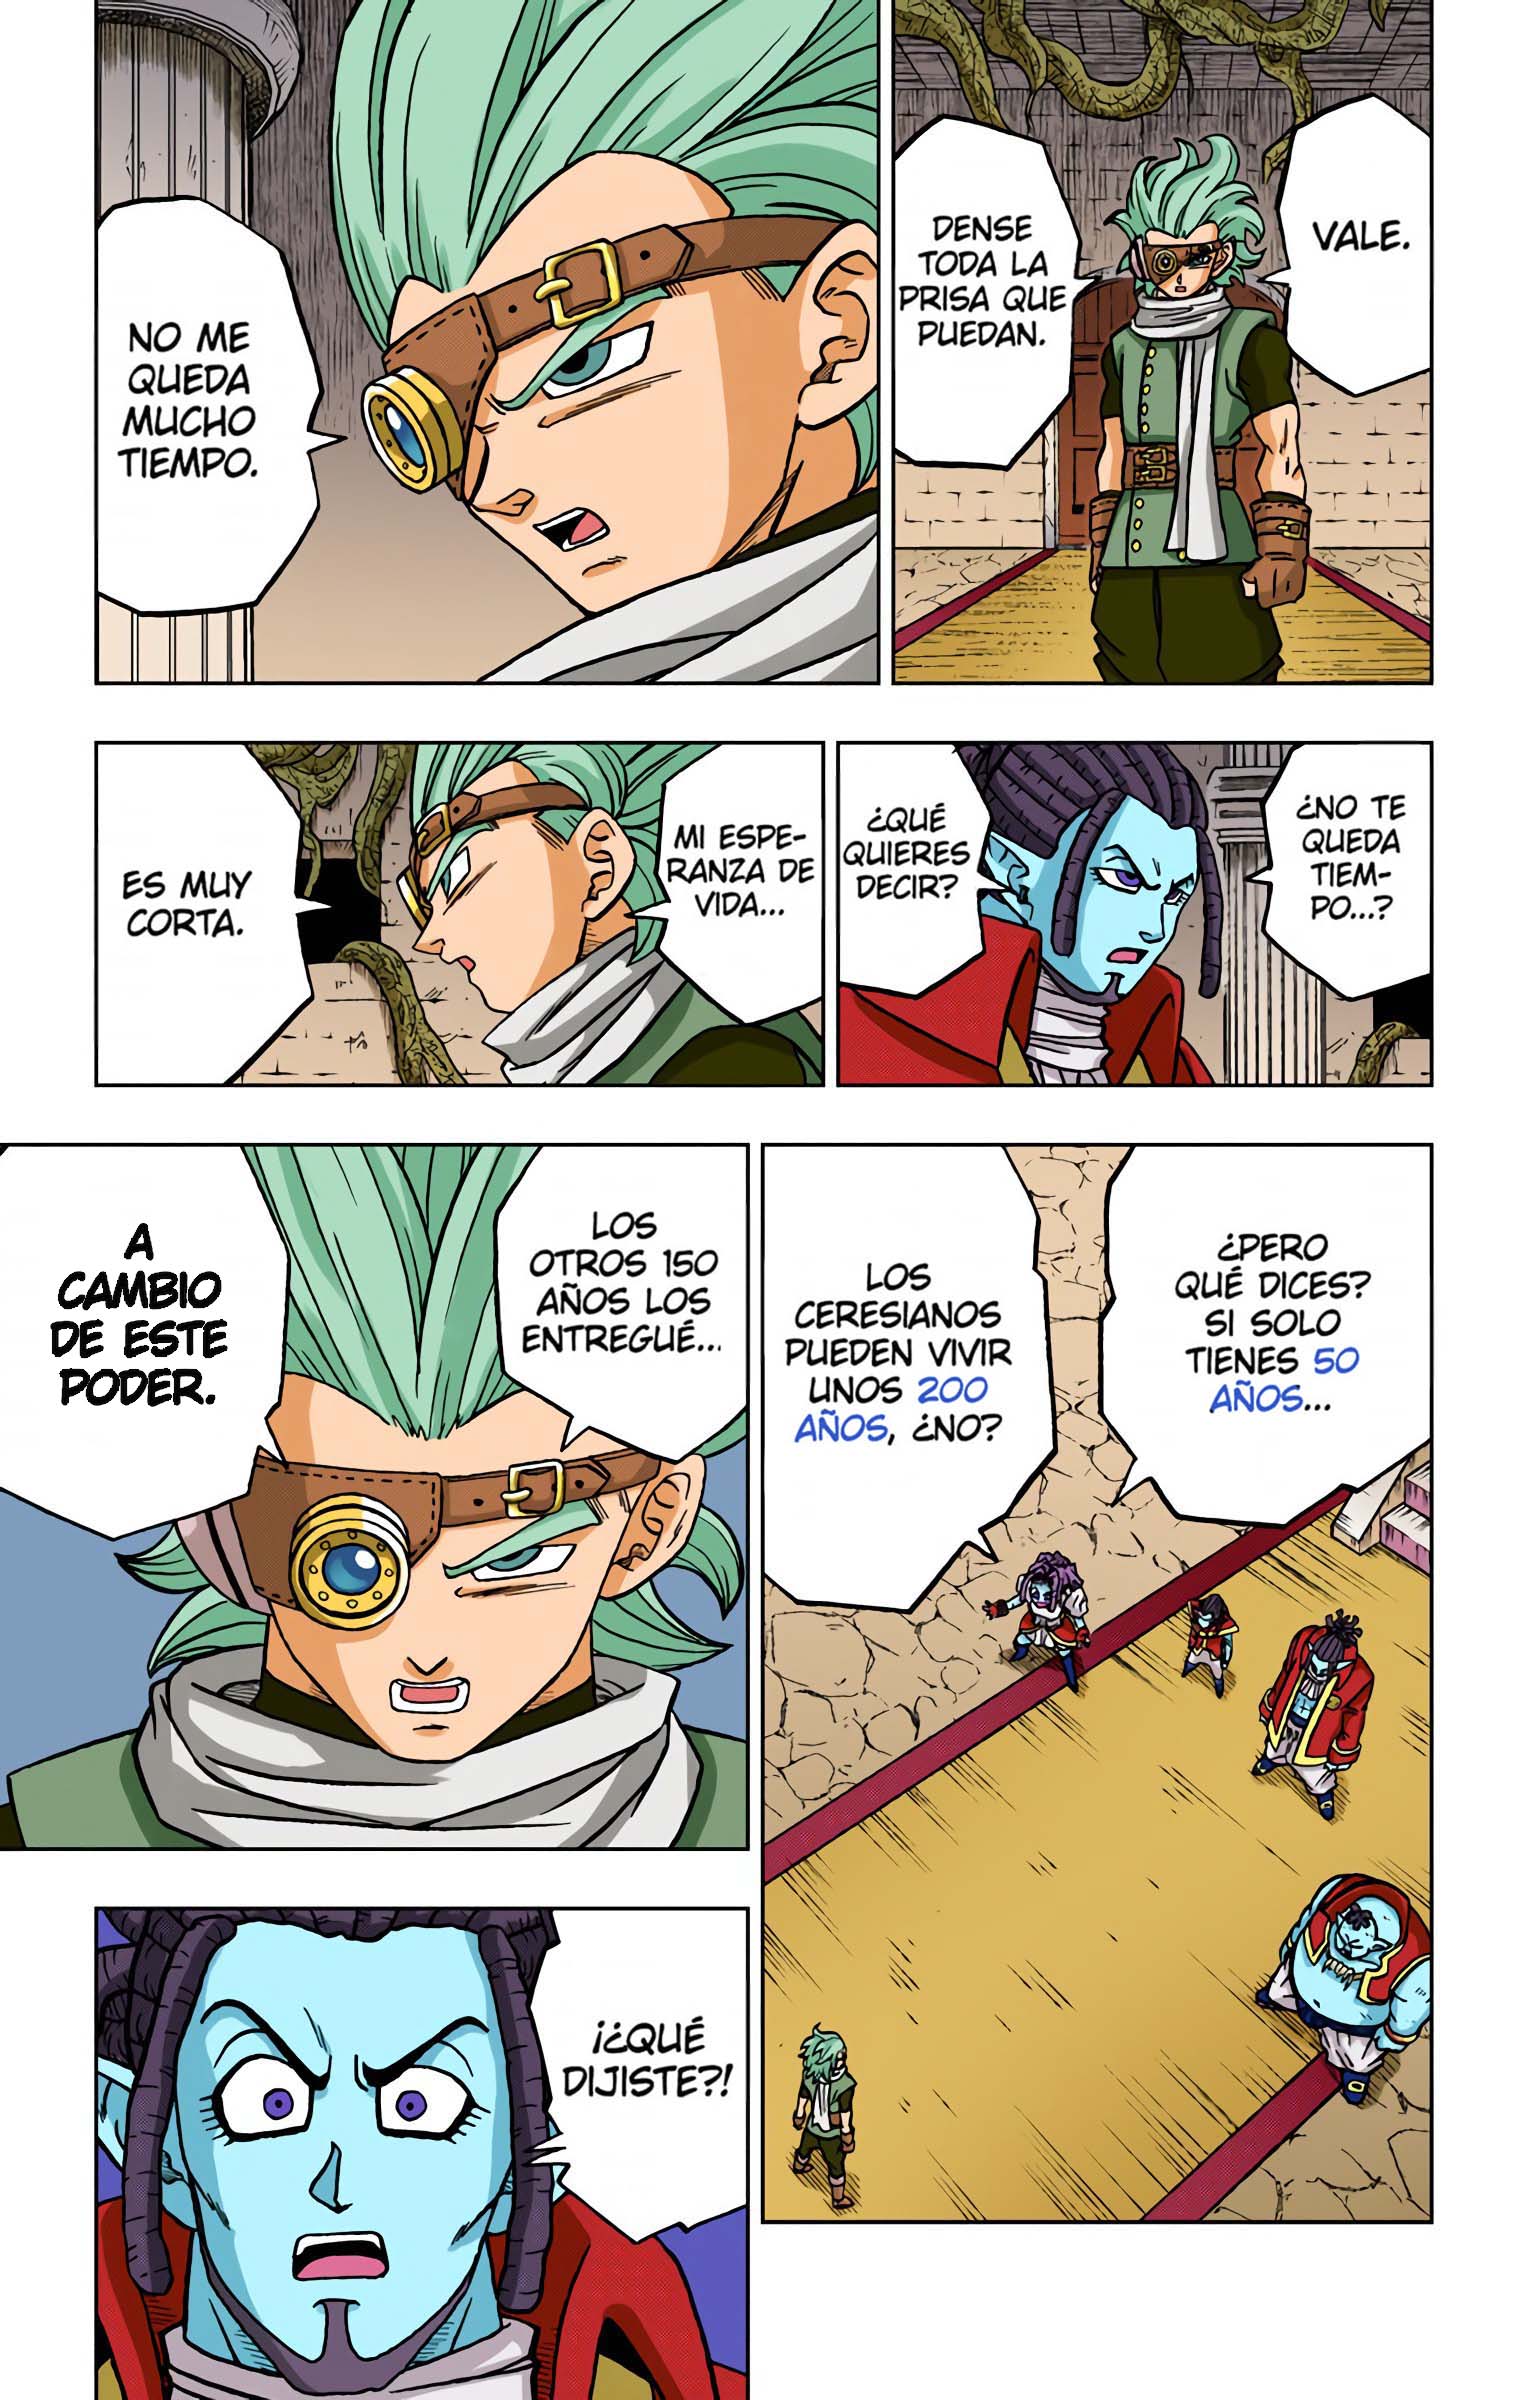 VALE.
DENSE
TODA LA
PRISA QUE
PUEDAN.
NO ME
QUEDA
MUCHO
TIEMPO.
¿NO TE
QUEDA
TIEM-
PO...?
¿QUÉ
QUIERES
DECIR?
MI ESPE-
RANZA DE
VIDA...
ES MUY
CORTA.
¿PERO
QUÉ DICES?
SI SOLO
TIENES 50
AÑOS...
LOS
CERESIANOS
PUEDEN VIVIR
UNOS 200
AÑOS, ¿NO?
LOS
OTROS 150
AÑOS LOS
ENTREGUÉ...
A
CAMBIO
DE ESTE
PODER.
¡¿QUÉ
DIJISTE?!